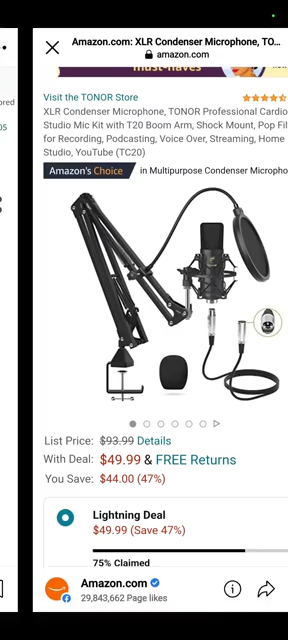 Amazon.com: XLR Condenser Microphone, TO...
amazon.com
must-haves
ored
Visit the TONOR Store
XLR Condenser Microphone, TONOR Professional Cardio
Studio Mic Kit with T20 Boom Arm, Shock Mount, Pop Fil
for Recording, Podcasting, Voice Over, Streaming, Home
Studio, YouTube (TC20)
Amazon's Choice in Multipurpose Condenser Micropho
List Price: $93.99 Details
With Deal: $49.99 & FREE Returns
You Save: $44.00 (47%)
Lightning Deal
$49.99 (Save 47%)
75% Claimed
Amazon.com
29,843,662 Page likes